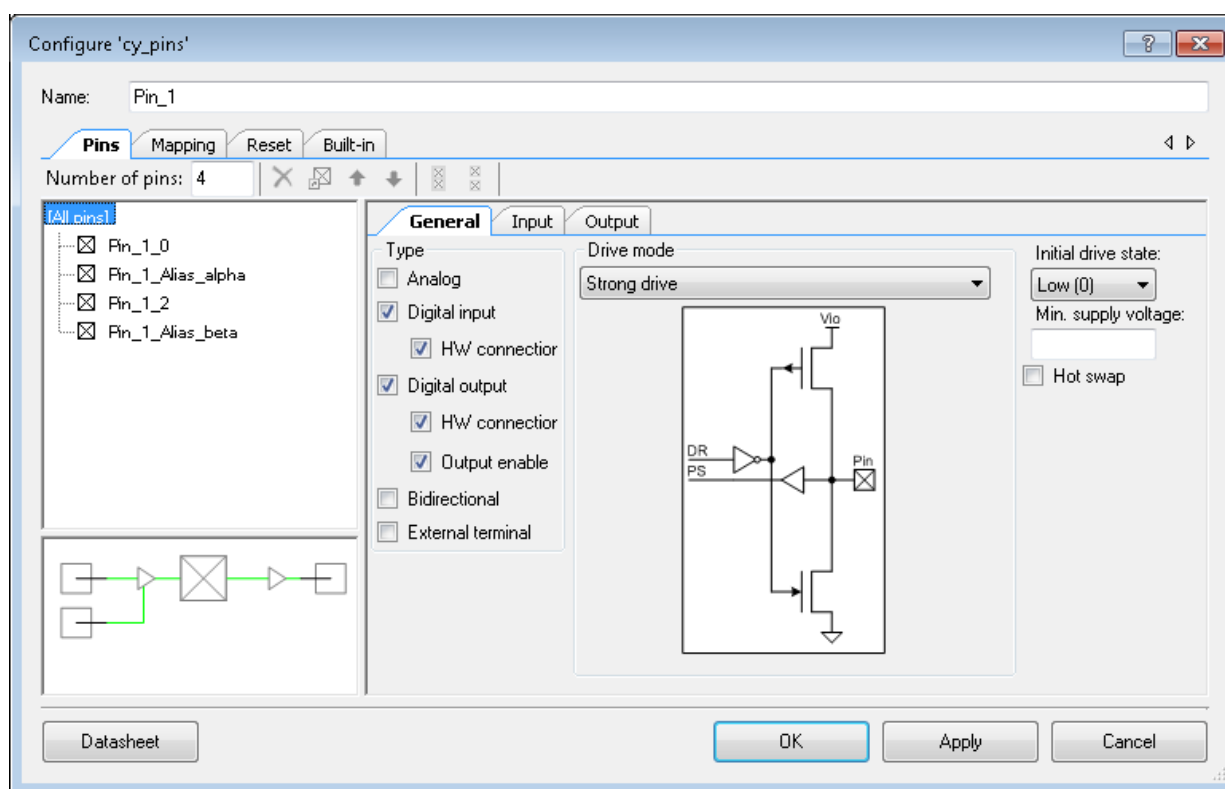 Configure 'cy_pins'
Name: Pin_1
Pins Mapping Reset Built-in
Number of pins: 4
[All pins]
Pin_1_0
Pin_1_Alias_alpha
Pin_1_2
Pin_1_Alias_beta
General Input Output
Type
Analog
Digital input
HW connection
Digital output
HW connection
Output enable
Bidirectional
External terminal
Drive mode
Strong drive
Vio
DR
PS
Pin
Initial drive state:
Low (0)
Min. supply voltage:
Hot swap
Datasheet OK Apply Cancel